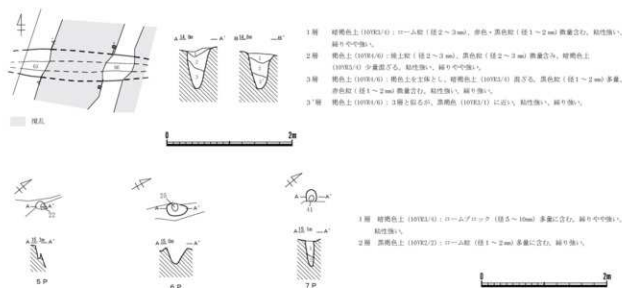 1層 暗褐色土（10YR3/4）：ローム粒（径2～3㎜）、赤色・黒色粒（径1～2㎜）微量含む。粘性強い、
締りやや強い。
2層 褐色土（10YR4/6）：焼土粒（径2～3㎜）、黒色粒（径2～3㎜）微量含み、暗褐色土
（10YR3/4）少量混ざる。粘性強い、締りやや強い。
3層 褐色土（10YR4/6）：褐色土を主体とし、暗褐色土（10YR3/4）混ざる。黒色粒（径1～2㎜）多量、
赤色粒（径1～2㎜）微量含む。粘性強い、締り強い。
3'層 褐色土（10YR4/6）：3層と似るが、黒褐色（10YR3/1）に近い。粘性強い、締り強い。
撹乱
0 2m
A A'
A A'
22
5P
A A'
6P
7P
1層 暗褐色土（10YR3/4）：ロームブロック（径5～10㎜）多量に含む。締りやや強い、
粘性強い。
2層 黒褐色土（10YR2/2）：ローム粒（径1～2㎜）多量に含む。締り強い。
0 2m